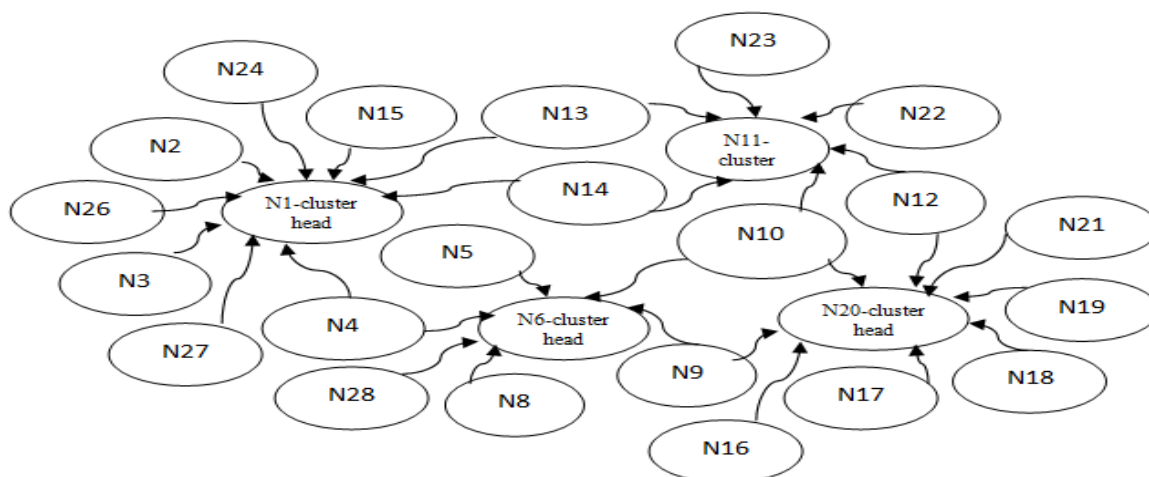 N23
N24
N15
N13
N22
N2
N11-
cluster
N14
N26
N1-cluster
head
N12
N21
N5
N10
N3
N19
N4
N6-cluster
head
N20-cluster
head
N27
N9
N18
N28
N8
N17
N16